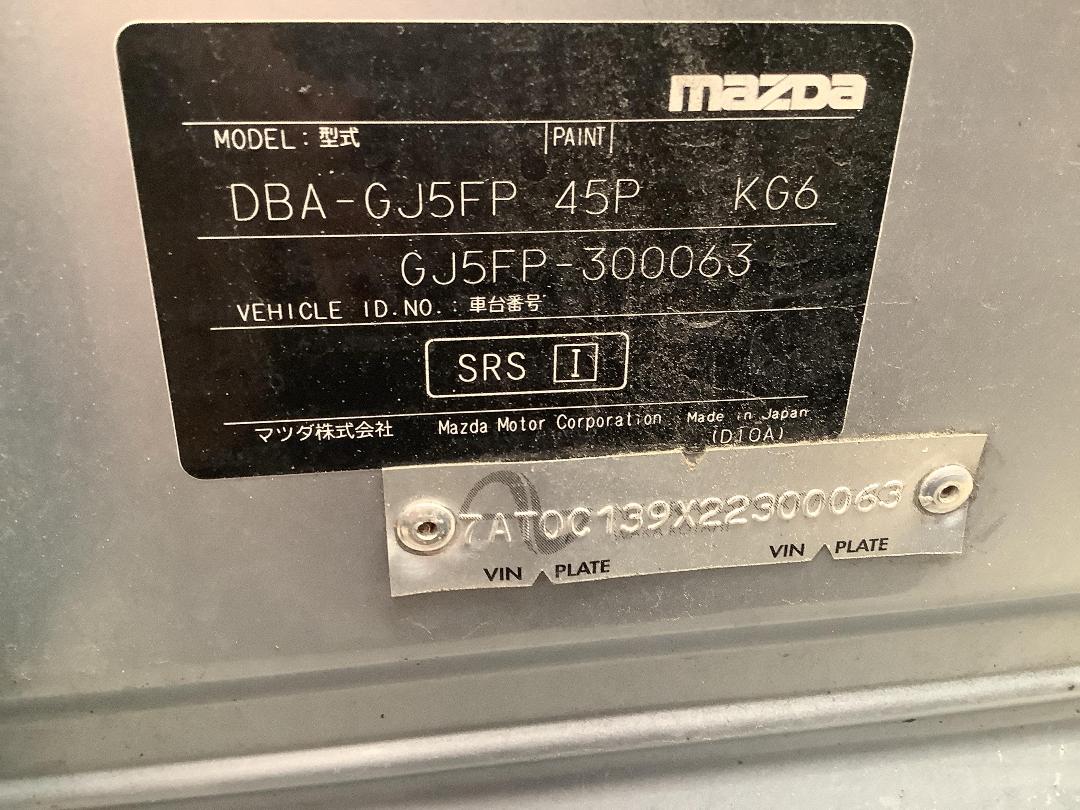 mazda
MODEL : 型式 PAINT
DBA-GJ5FP 45P KG6
GJ5FP-300063
VEHICLE ID.NO. : 車台番号
SRS I
マツダ株式会社 Mazda Motor Corporation Made in Japan
(D10A)
7AT0C139X22300063
VIN PLATE VIN PLATE